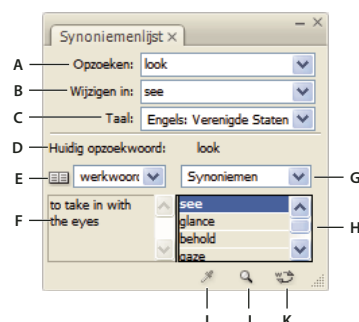 Synoniemenlijst ×
A Opzoeken: look
B Wijzigen in: see
C Taal: Engels: Verenigde Staten
D Huidig opzoekwoord: look
E werkwoord Synoniemen G
F to take in with the eyes
see
glance
behold
gaze
H
I J K